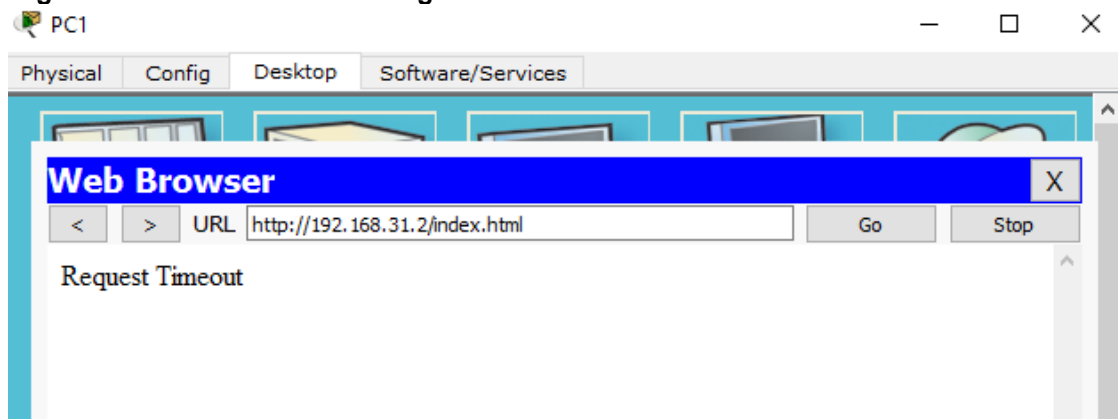 PC1
Physical Config Desktop Software/Services
Web Browser X
< > URL http://192.168.31.2/index.html Go Stop
Request Timeout